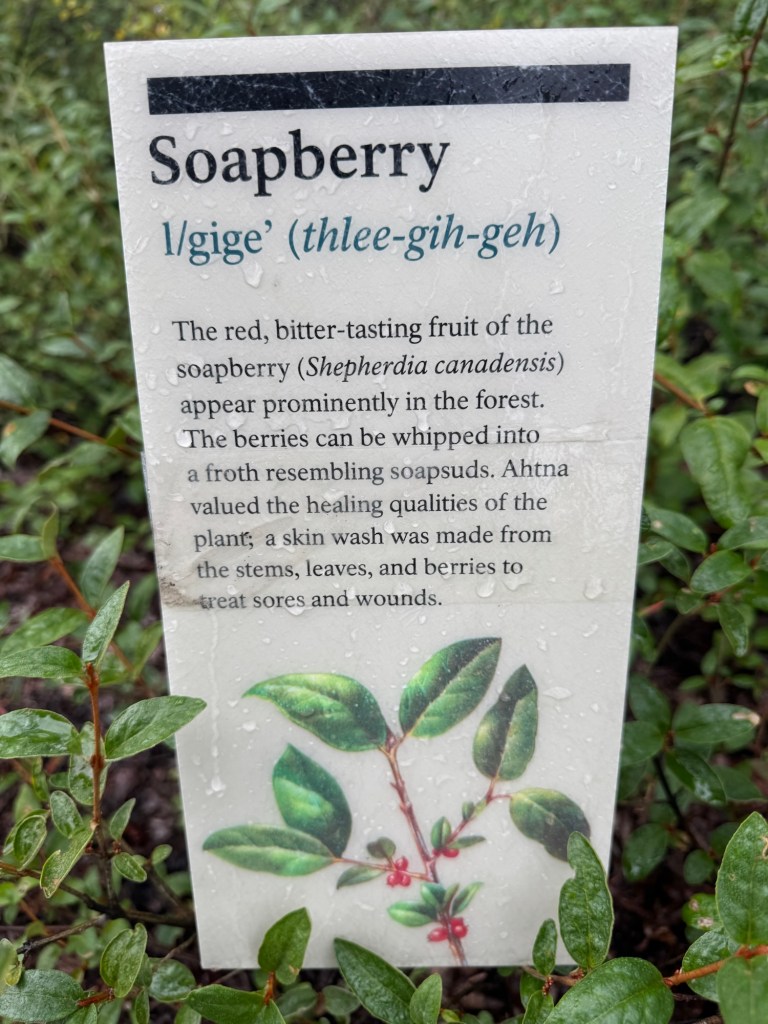 Soapberry
l/gige’ (thlee-gih-geh)
The red, bitter-tasting fruit of the
soapberry (Shepherdia canadensis)
appear prominently in the forest.
The berries can be whipped into
a froth resembling soapsuds. Ahtna
valued the healing qualities of the
plant; a skin wash was made from
the stems, leaves, and berries to
treat sores and wounds.